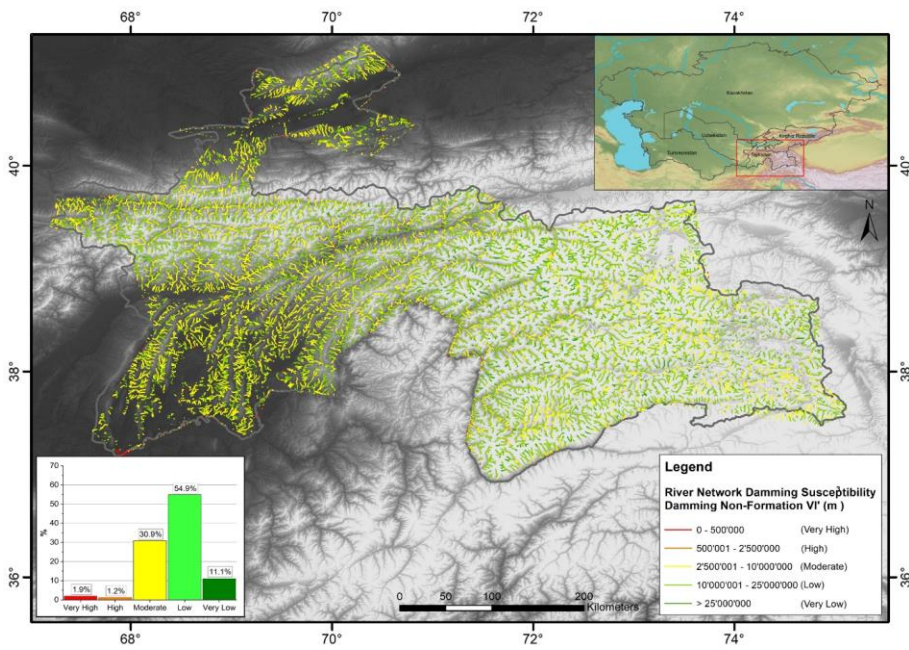 68° 70° 72° 74°
Kazakhstan
Uzbekistan
Kyrgyz Republic
Turkmenistan
Tajikistan
40° 40°
N
38° 38°
36° 36°
70
60
50
40
30
20
10
0
%
1.9% 1.2% 30.9% 54.9% 11.1%
Very High High Moderate Low Very Low
0 50 100 200
Kilometers
Legend
River Network Damming Susceptibility
Damming Non-Formation Vl' (m³)
0 - 500'000 (Very High)
500'001 - 2'500'000 (High)
2'500'001 - 10'000'000 (Moderate)
10'000'001 - 25'000'000 (Low)
> 25'000'000 (Very Low)
68° 70° 72° 74°